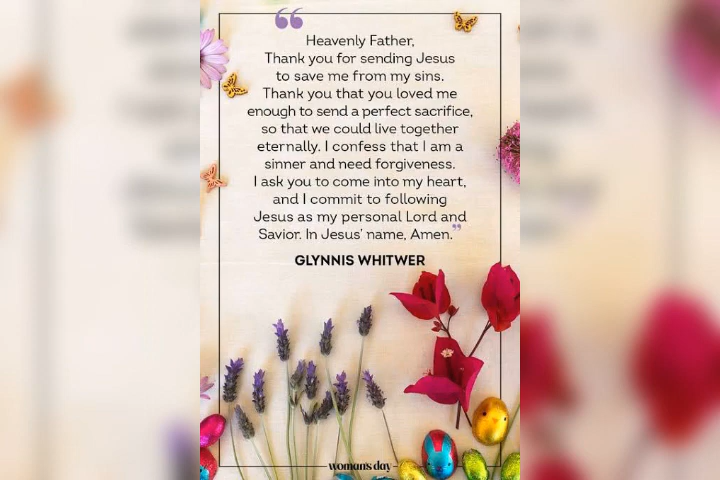 “
Heavenly Father,
Thank you for sending Jesus
to save me from my sins.
Thank you that you loved me
enough to send a perfect sacrifice,
so that we could live together
eternally. I confess that I am a
sinner and need forgiveness.
I ask you to come into my heart,
and I commit to following
Jesus as my personal Lord and
Savior. In Jesus' name, Amen.”
GLYNNIS WHITWER
woman's day